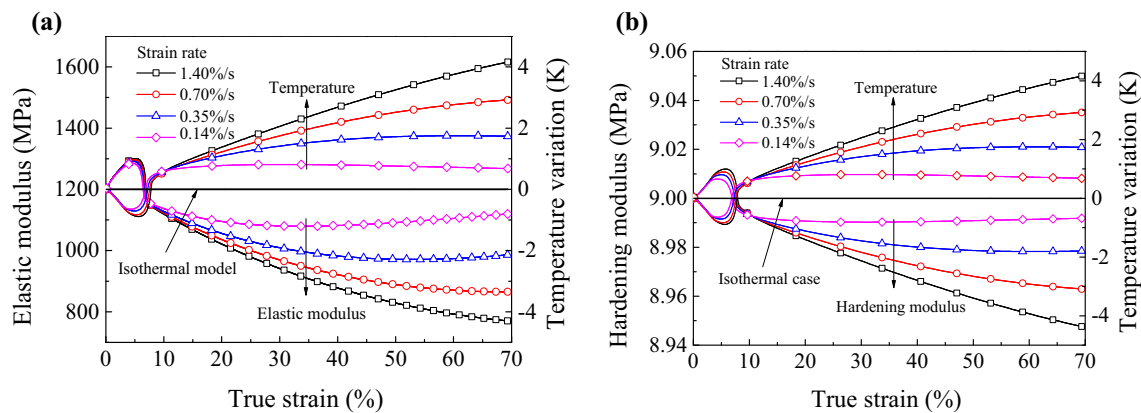 (a)
Elastic modulus (MPa)
1600
1400
1200
1000
800
Strain rate
1.40%/s
0.70%/s
0.35%/s
0.14%/s
Temperature
Isothermal model
Elastic modulus
4
2
0
-2
-4
Temperature variation (K)
0 10 20 30 40 50 60 70
True strain (%)
(b)
Hardening modulus (MPa)
9.06
9.04
9.02
9.00
8.98
8.96
8.94
Strain rate
1.40%/s
0.70%/s
0.35%/s
0.14%/s
Temperature
Isothermal case
Hardening modulus
4
2
0
-2
-4
Temperature variation (K)
0 10 20 30 40 50 60 70
True strain (%)